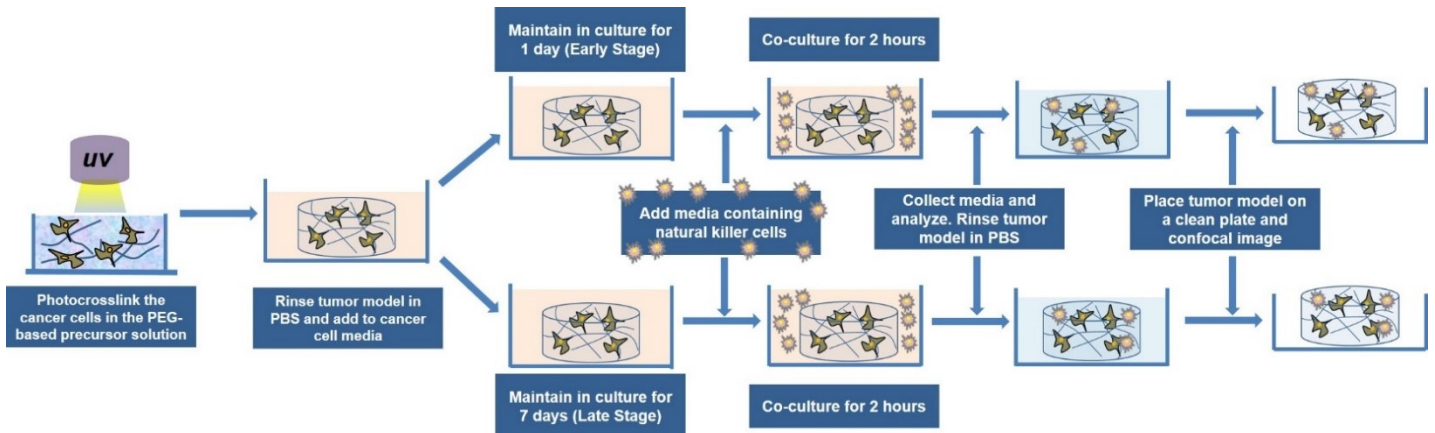 Maintain in culture for
1 day (Early Stage)
Co-culture for 2 hours
uv
Photocrosslink the
cancer cells in the PEG-
based precursor solution
Rinse tumor model in
PBS and add to cancer
cell media
Add media containing
natural killer cells
Collect media and
analyze. Rinse tumor
model in PBS
Place tumor model on
a clean plate and
confocal image
Maintain in culture for
7 days (Late Stage)
Co-culture for 2 hours